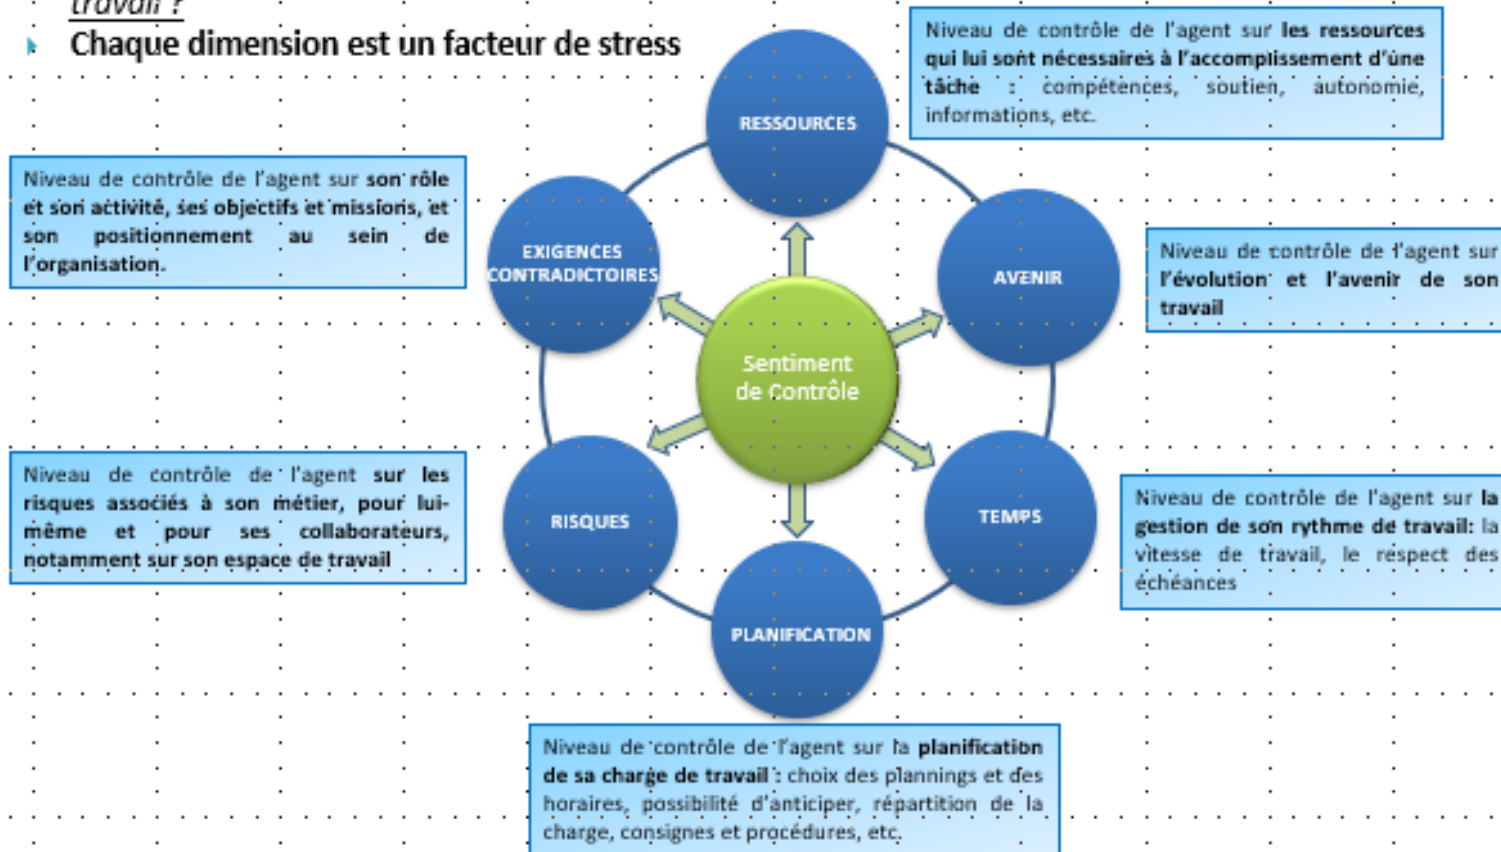 travail ?
Chaque dimension est un facteur de stress
Niveau de contrôle de l'agent sur les ressources
qui lui sont nécessaires à l'accomplissement d'une
tâche : compétences, soutien, autonomie,
informations, etc.
RESSOURCES
Niveau de contrôle de l'agent sur son rôle
et son activité, ses objectifs et missions, et
son positionnement au sein de
l'organisation.
EXIGENCES
CONTRADICTOIRES
AVENIR
Niveau de contrôle de l'agent sur
l'évolution et l'avenir de son
travail
Sentiment
de Contrôle
Niveau de contrôle de l'agent sur les
risques associés à son métier, pour lui-
même et pour ses collaborateurs,
notamment sur son espace de travail
RISQUES
TEMPS
Niveau de contrôle de l'agent sur la
gestion de son rythme de travail: la
vitesse de travail, le respect des
échéances
PLANIFICATION
Niveau de contrôle de l'agent sur la planification
de sa charge de travail : choix des plannings et des
horaires, possibilité d'anticiper, répartition de la
charge, consignes et procédures, etc.